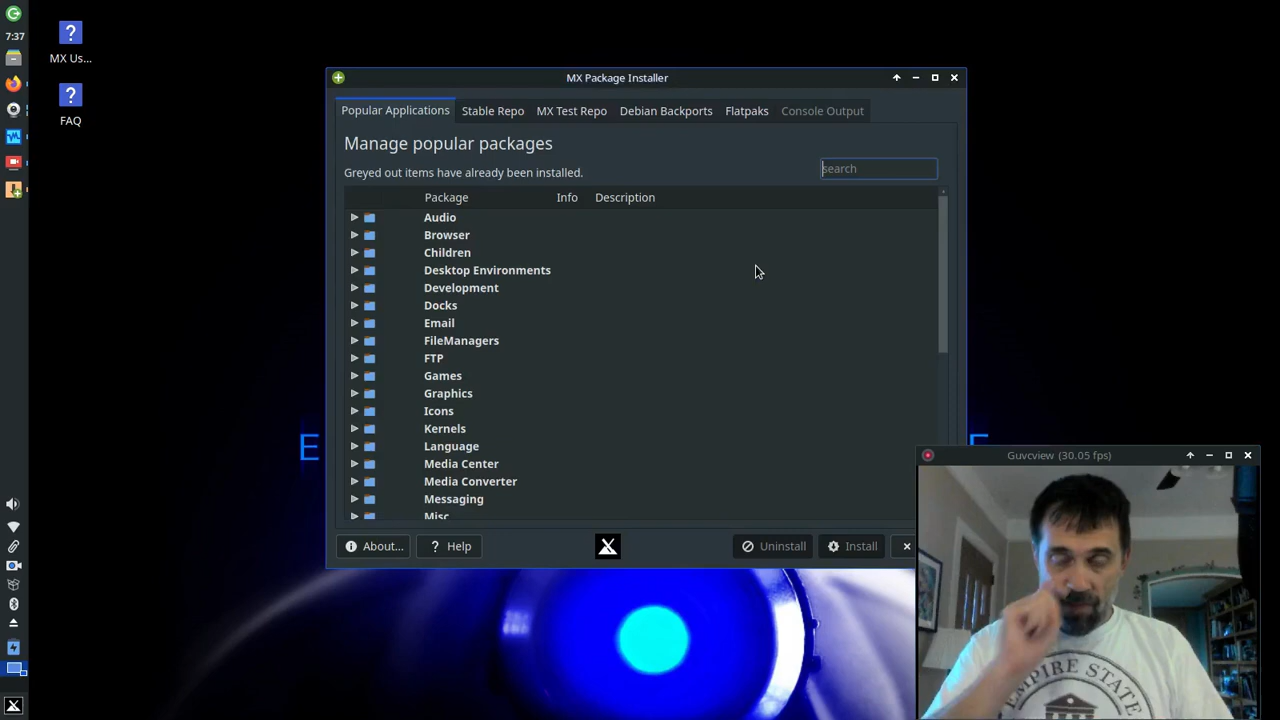 7:37
MX Us...
FAQ
MX Package Installer
Popular Applications
Stable Repo
MX Test Repo
Debian Backports
Flatpaks
Console Output
Manage popular packages
Greyed out items have already been installed.
search
Package
Info
Description
Audio
Browser
Children
Desktop Environments
Development
Docks
Email
FileManagers
FTP
Games
Graphics
Icons
Kernels
Language
Media Center
Media Converter
Messaging
Misc
About...
Help
Uninstall
Install
E
E
Guvcview (30.05 fps)
EMPIRE STATE